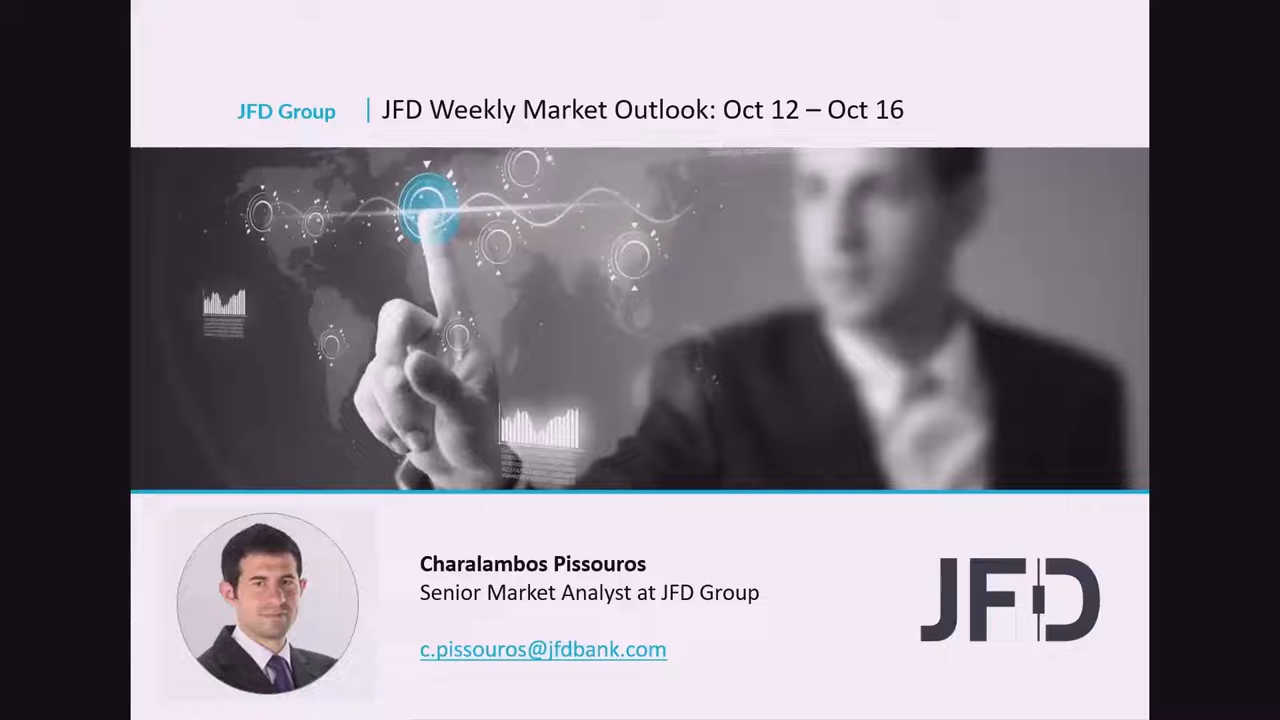 JFD Group | JFD Weekly Market Outlook: Oct 12 – Oct 16
Charalambos Pissouros
Senior Market Analyst at JFD Group
c.pissouros@jfdbank.com
JFD